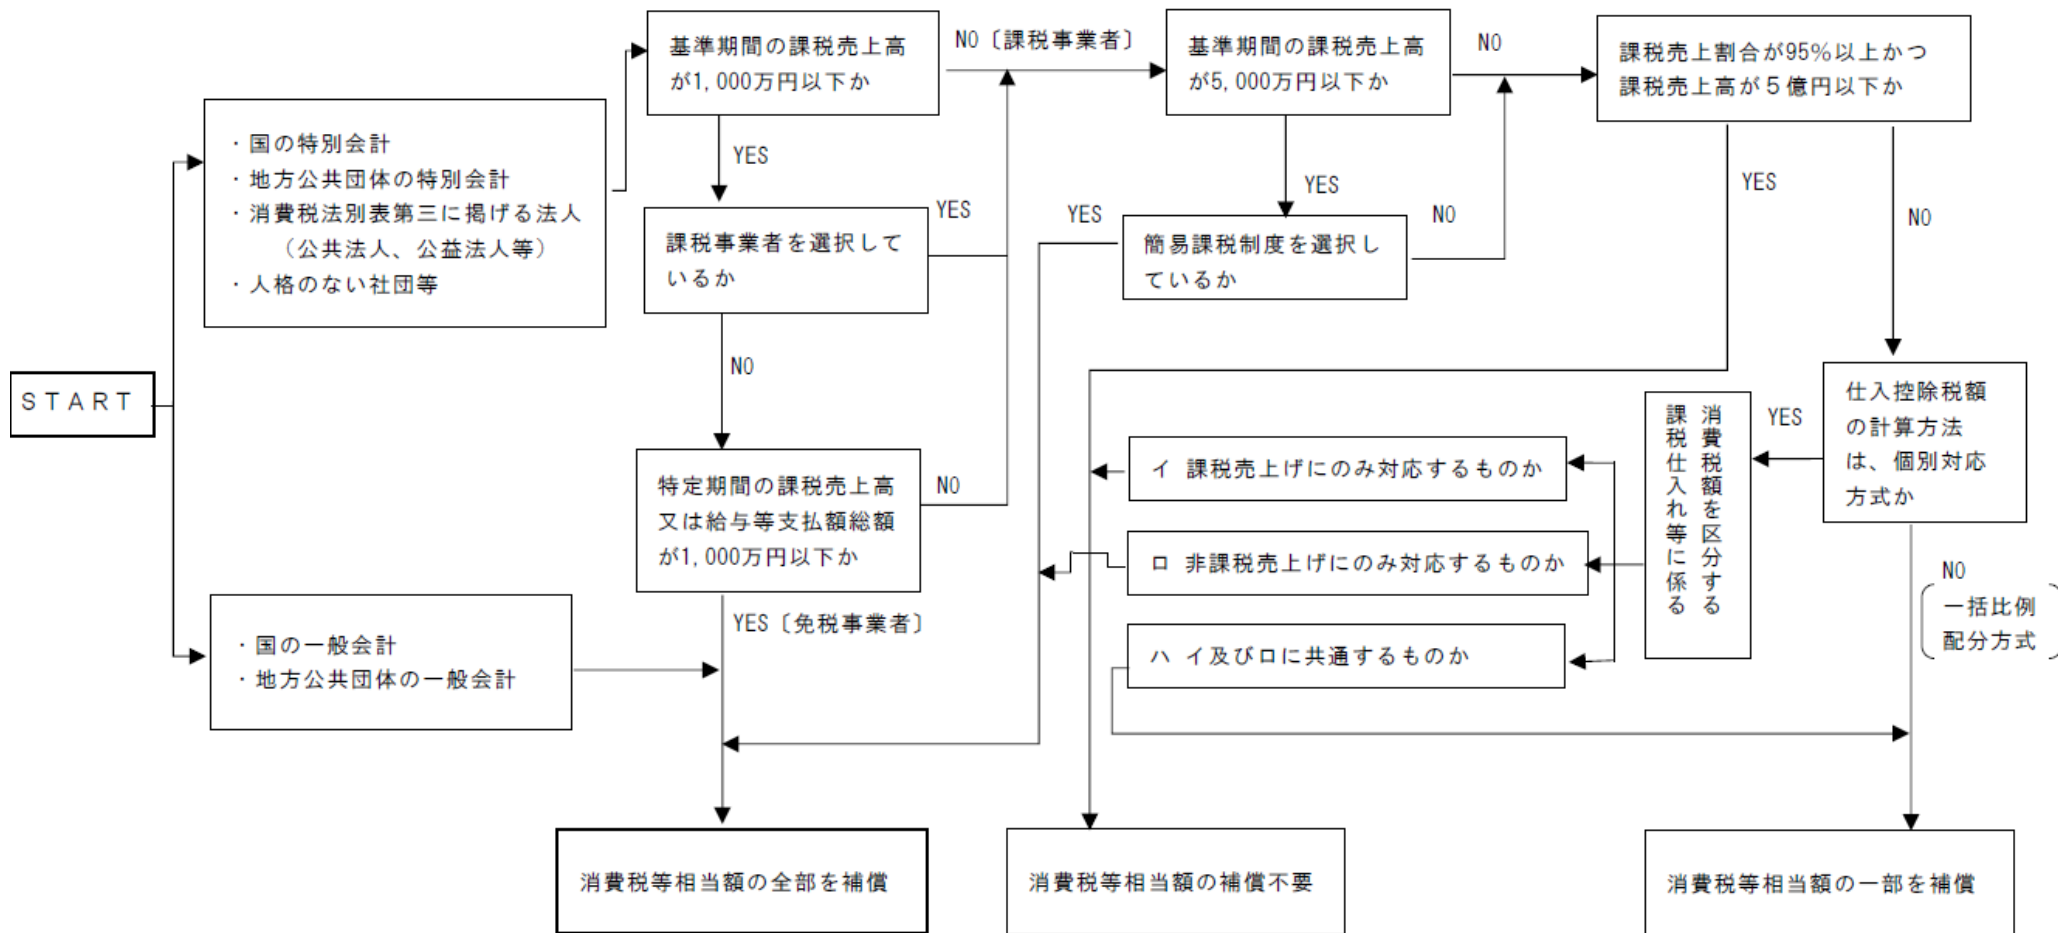 START
・国の特別会計
・地方公共団体の特別会計
・消費税法別表第三に掲げる法人
（公共法人、公益法人等）
・人格のない社団等
・国の一般会計
・地方公共団体の一般会計
基準期間の課税売上高
が1,000万円以下か
NO〔課税事業者〕
YES
課税事業者を選択して
いるか
YES
NO
特定期間の課税売上高
又は給与等支払額総額
が1,000万円以下か
NO
YES〔免税事業者〕
基準期間の課税売上高
が5,000万円以下か
NO
YES
簡易課税制度を選択し
ているか
YES
NO
課税売上割合が95％以上かつ
課税売上高が５億円以下か
YES
NO
仕入控除税額
の計算方法
は、個別対応
方式か
YES
NO
一括比例
配分方式
課税仕入れ等に係る
消費税額を区分する
イ 課税売上げにのみ対応するものか
ロ 非課税売上げにのみ対応するものか
ハ イ及びロに共通するものか
消費税等相当額の全部を補償
消費税等相当額の補償不要
消費税等相当額の一部を補償